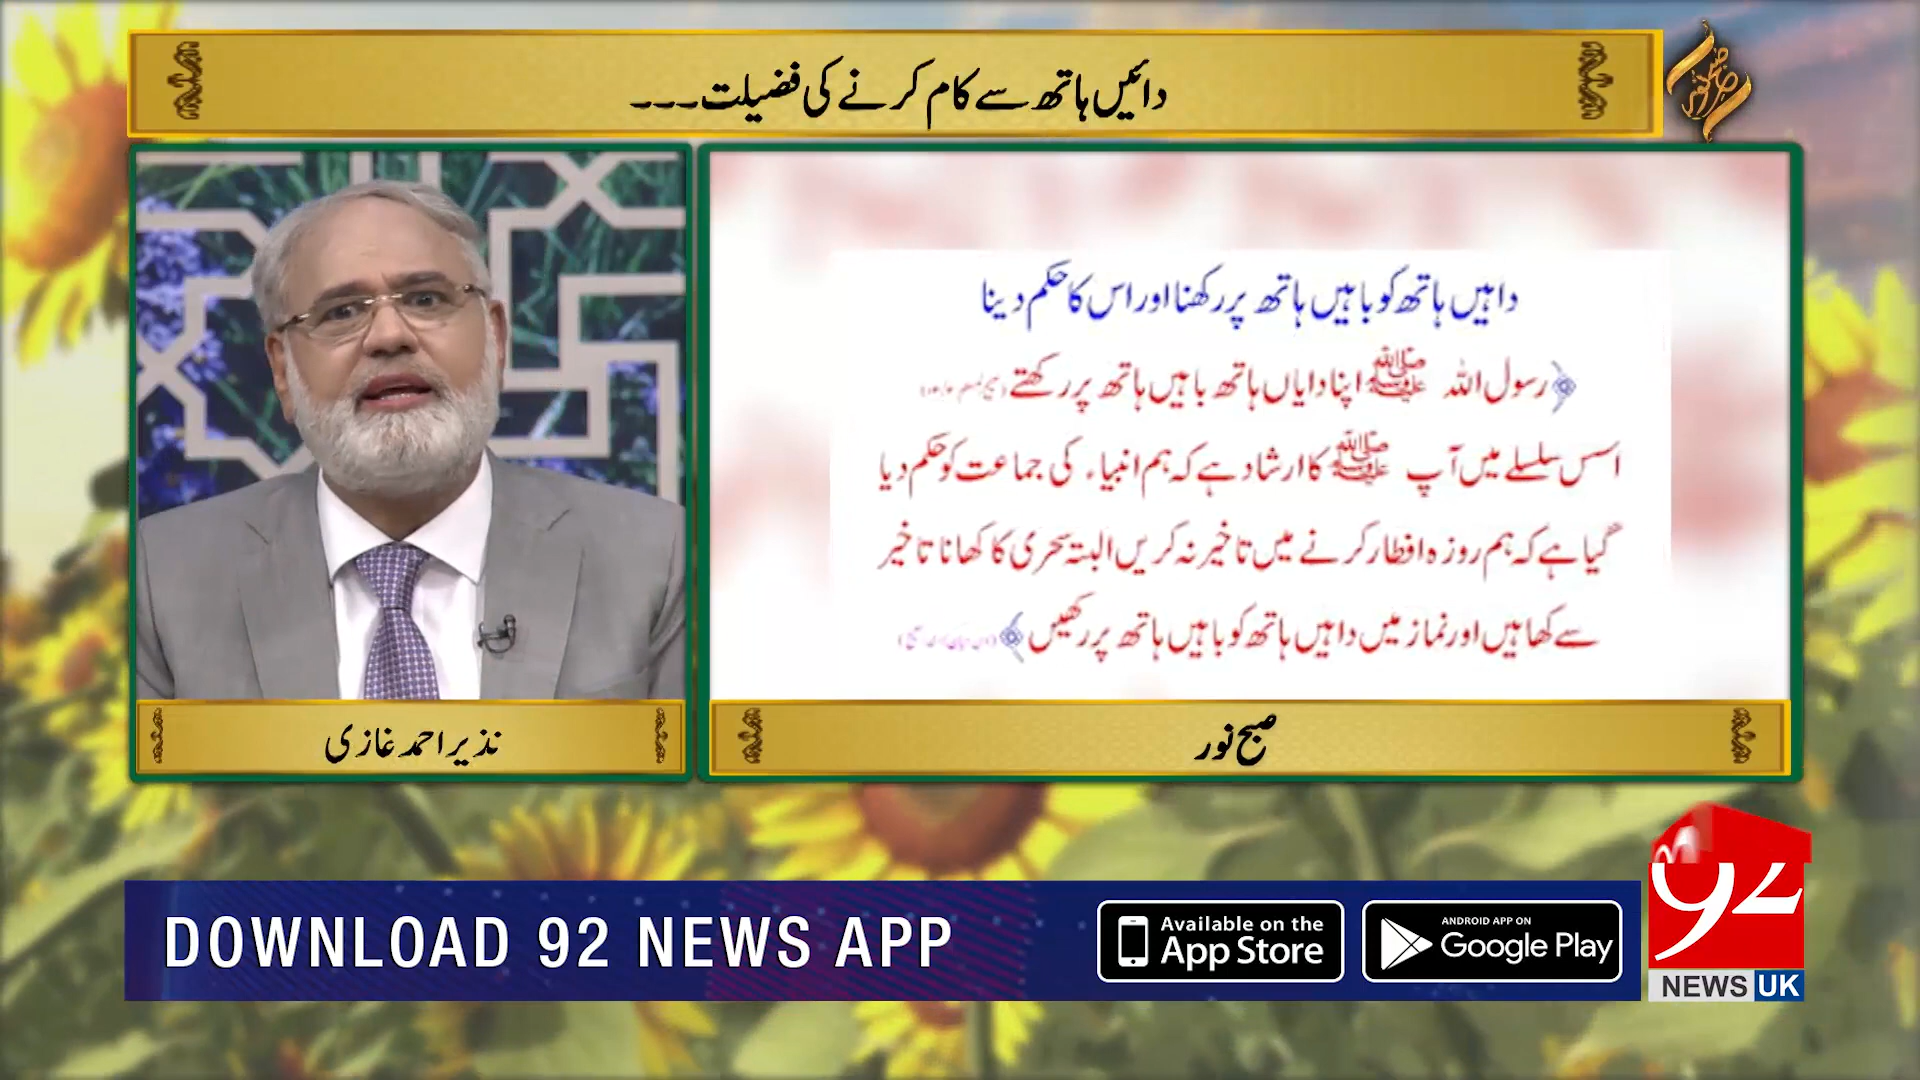 دائیں ہاتھ سے کام کرنے کی فضیلت۔۔۔
صبح نور
داہیں ہاتھ کو باہیں ہاتھ پر رکھنا اور اس کا حکم دینا
رسول اللہ ﷺ اپنا دایاں ہاتھ باہیں ہاتھ پر رکھتے
اس سلسلے میں آپ ﷺ کا ارشاد ہے کہ ہم انبیاء کی جماعت کو حکم دیا
گیا ہے کہ ہم روزہ افطار کرنے میں تاخیر نہ کریں البتہ سحری کا کھانا تاخیر
سے کھاہیں اور نماز میں داہیں ہاتھ کو باہیں ہاتھ پر رکھیں
نذیر احمد غازی
صبح نور
DOWNLOAD 92 NEWS APP
Available on the
App Store
ANDROID APP ON
Google Play
92
NEWS UK